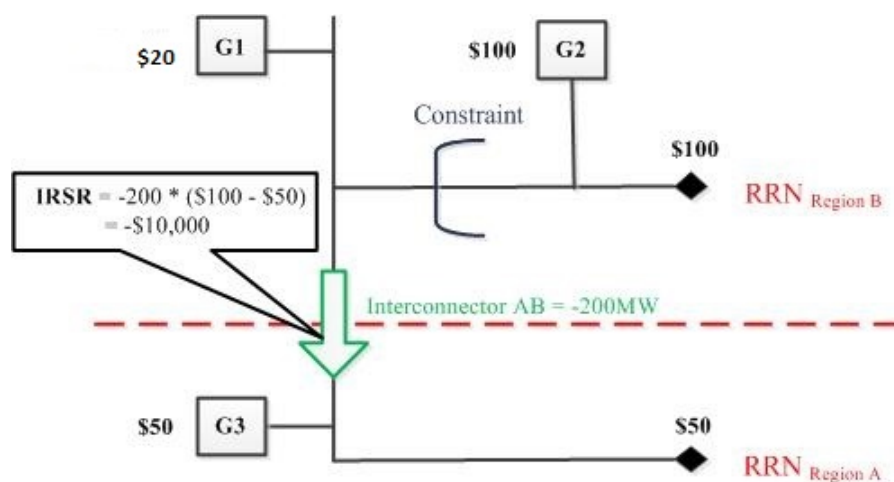 G1
G2
$20
$100
Constraint
$100
IRSR = -200 * ($100 - $50)
= -$10,000
RRN Region B
Interconnector AB = -200MW
$50
G3
$50
RRN Region A